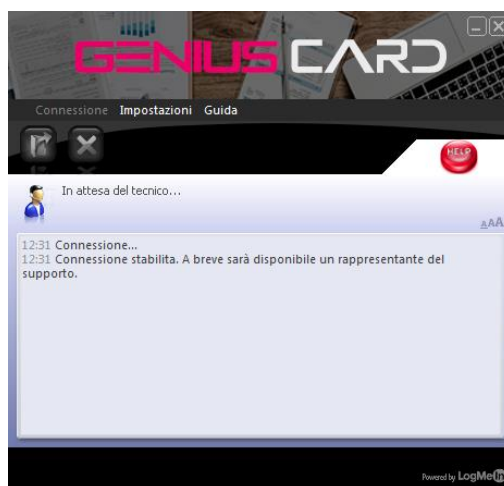 GENIUS CARD
Connessione Impostazioni Guida
HELP
In attesa del tecnico...
AAA
12:31 Connessione...
12:31 Connessione stabilita. A breve sarà disponibile un rappresentante del
supporto.
Powered by LogMeIn